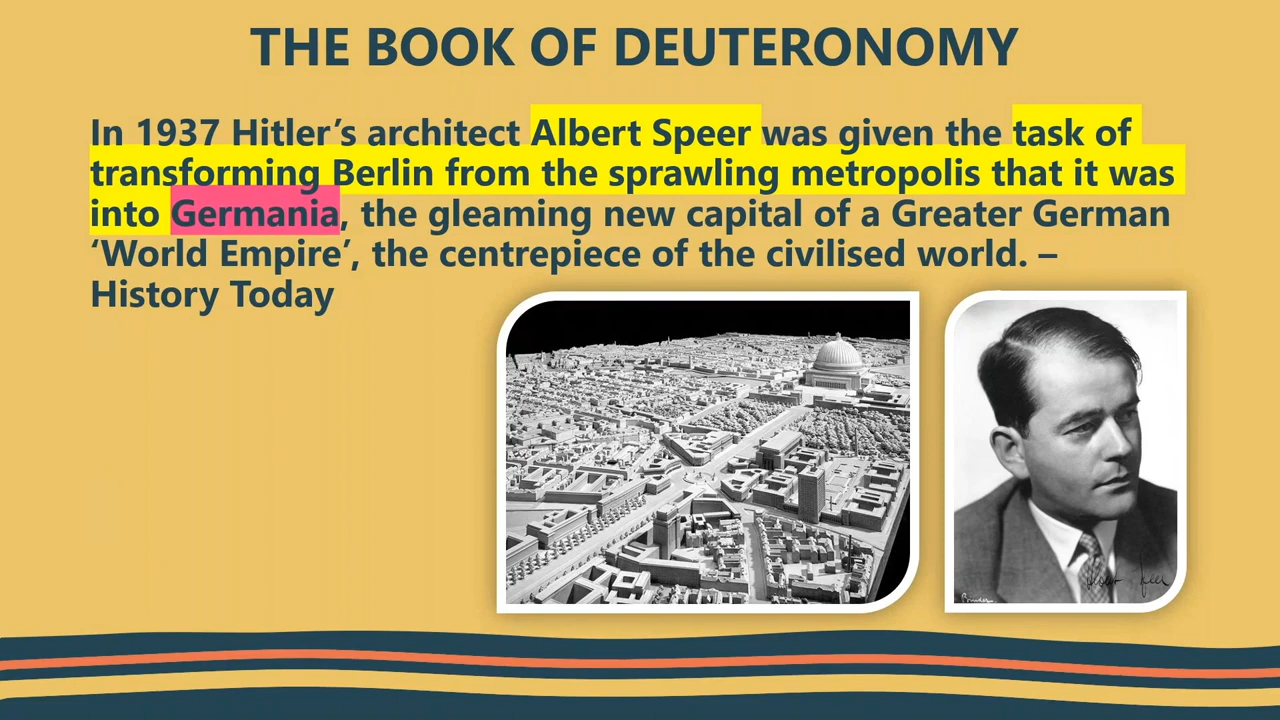 THE BOOK OF DEUTERONOMY
In 1937 Hitler’s architect Albert Speer was given the task of
transforming Berlin from the sprawling metropolis that it was
into Germania, the gleaming new capital of a Greater German
‘World Empire’, the centrepiece of the civilised world. –
History Today